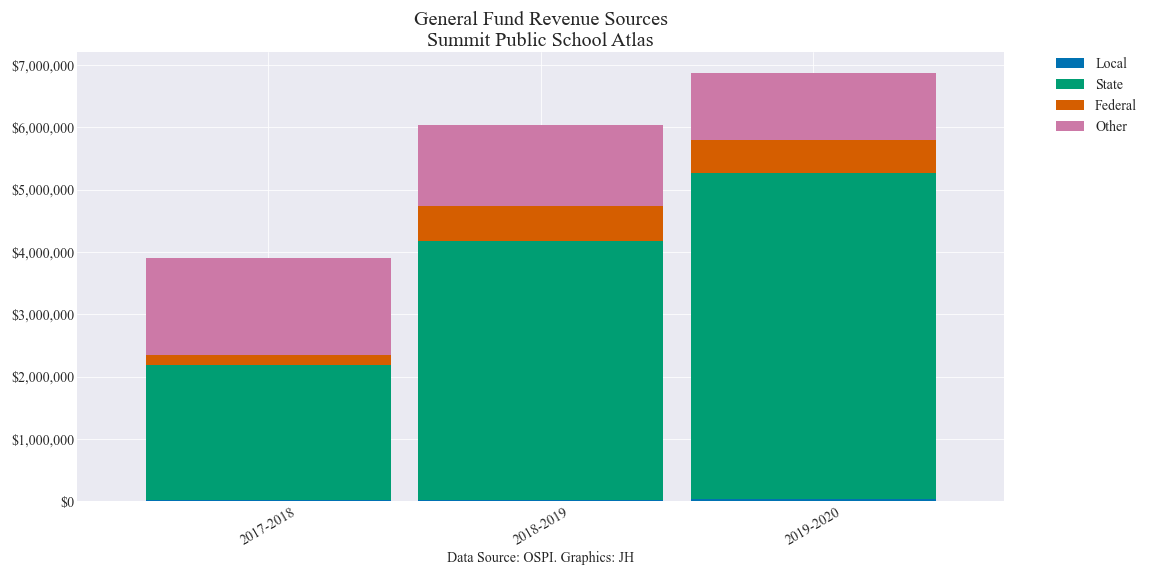 General Fund Revenue Sources
Summit Public School Atlas
$7,000,000
$6,000,000
$5,000,000
$4,000,000
$3,000,000
$2,000,000
$1,000,000
$0
2017-2018
2018-2019
2019-2020
Data Source: OSPI. Graphics: JH
Local
State
Federal
Other